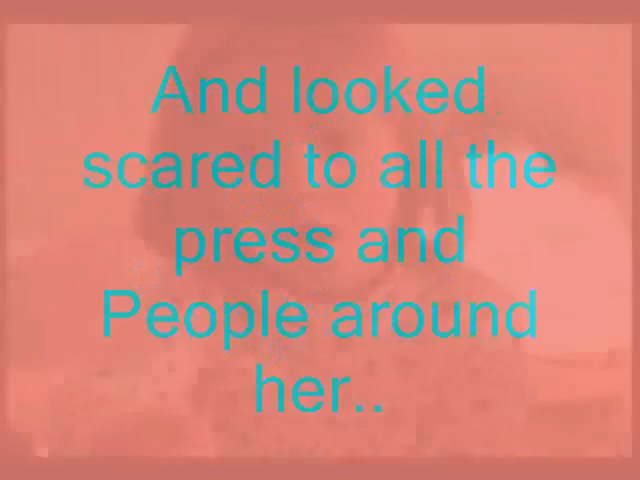 And looked
scared to all the
press and
People around
her..